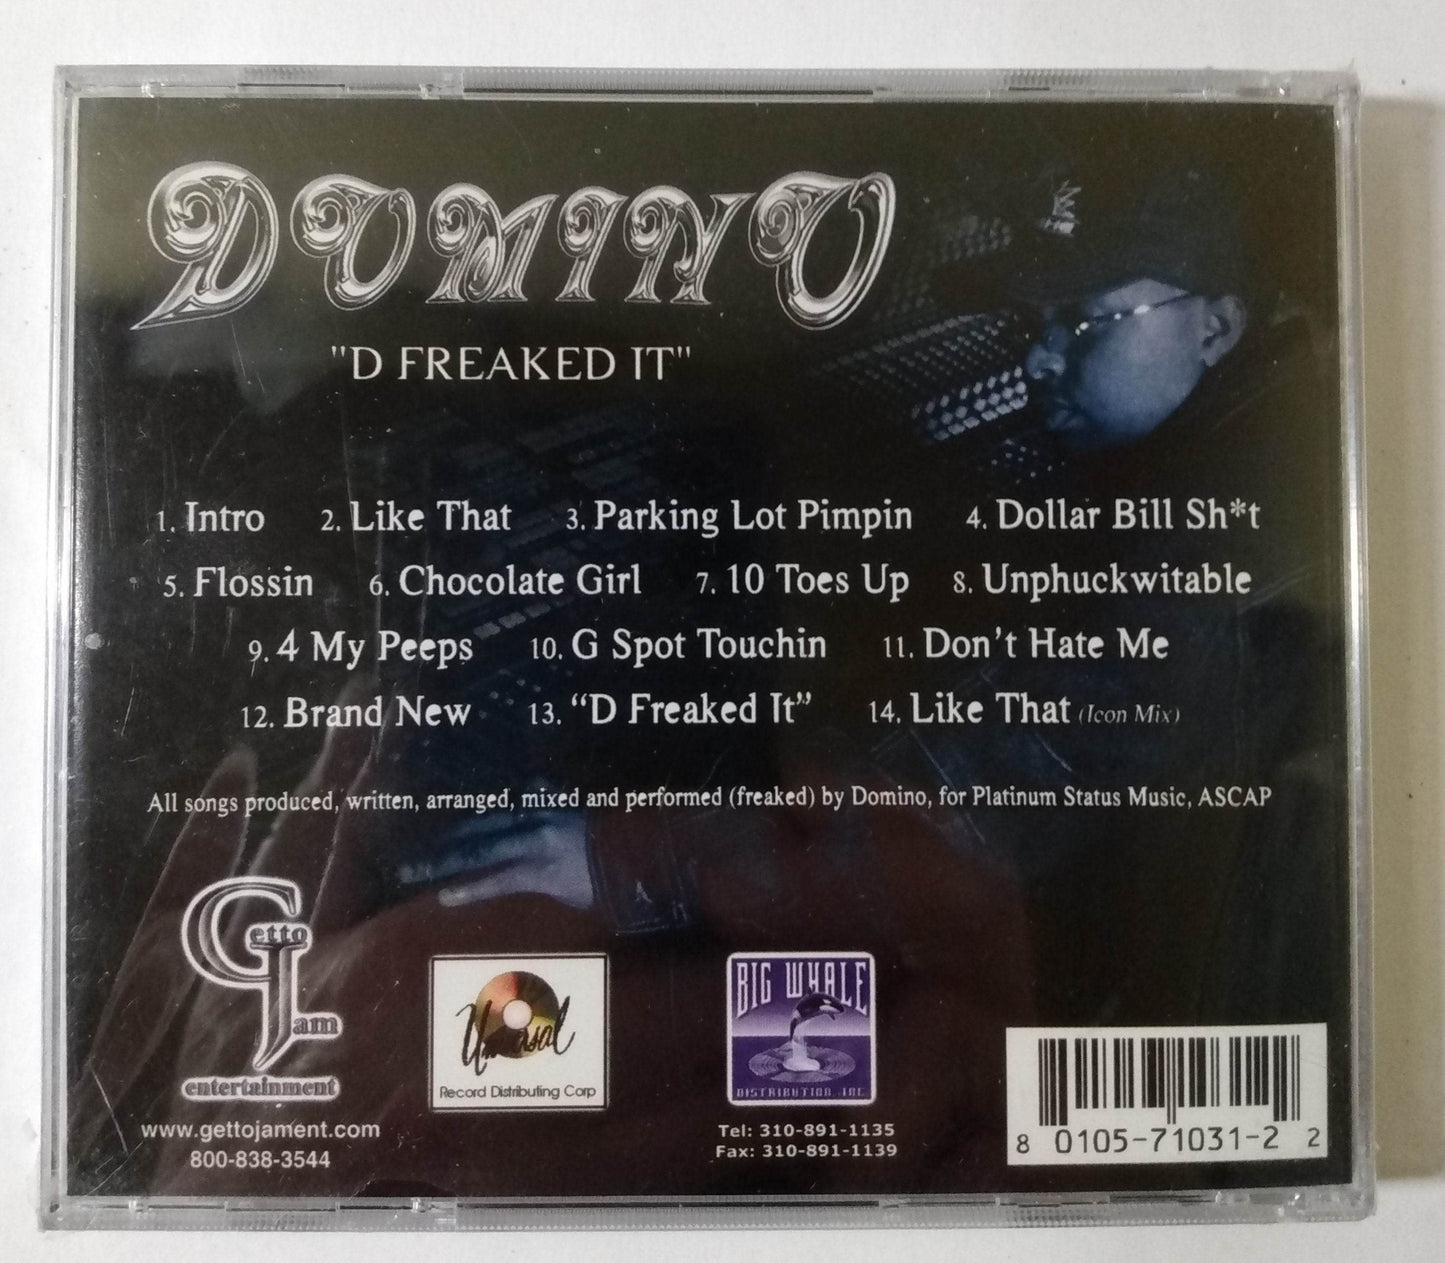 DOMINO
"D FREAKED IT"
1. Intro 2. Like That 3. Parking Lot Pimpin 4. Dollar Bill Sh*t
5. Flossin 6. Chocolate Girl 7. 10 Toes Up 8. Unphuckwitable
9. 4 My Peeps 10. G Spot Touchin 11. Don't Hate Me
12. Brand New 13. “D Freaked It” 14. Like That (Icon Mix)
All songs produced, written, arranged, mixed and performed (freaked) by Domino, for Platinum Status Music, ASCAP
Getto
Jam
entertainment
www.gettojament.com
800-838-3544
Universal
Record Distributing Corp
BIG WHALE
DISTRIBUTION, INC
Tel: 310-891-1135
Fax: 310-891-1139
8 0105-71031-2 2